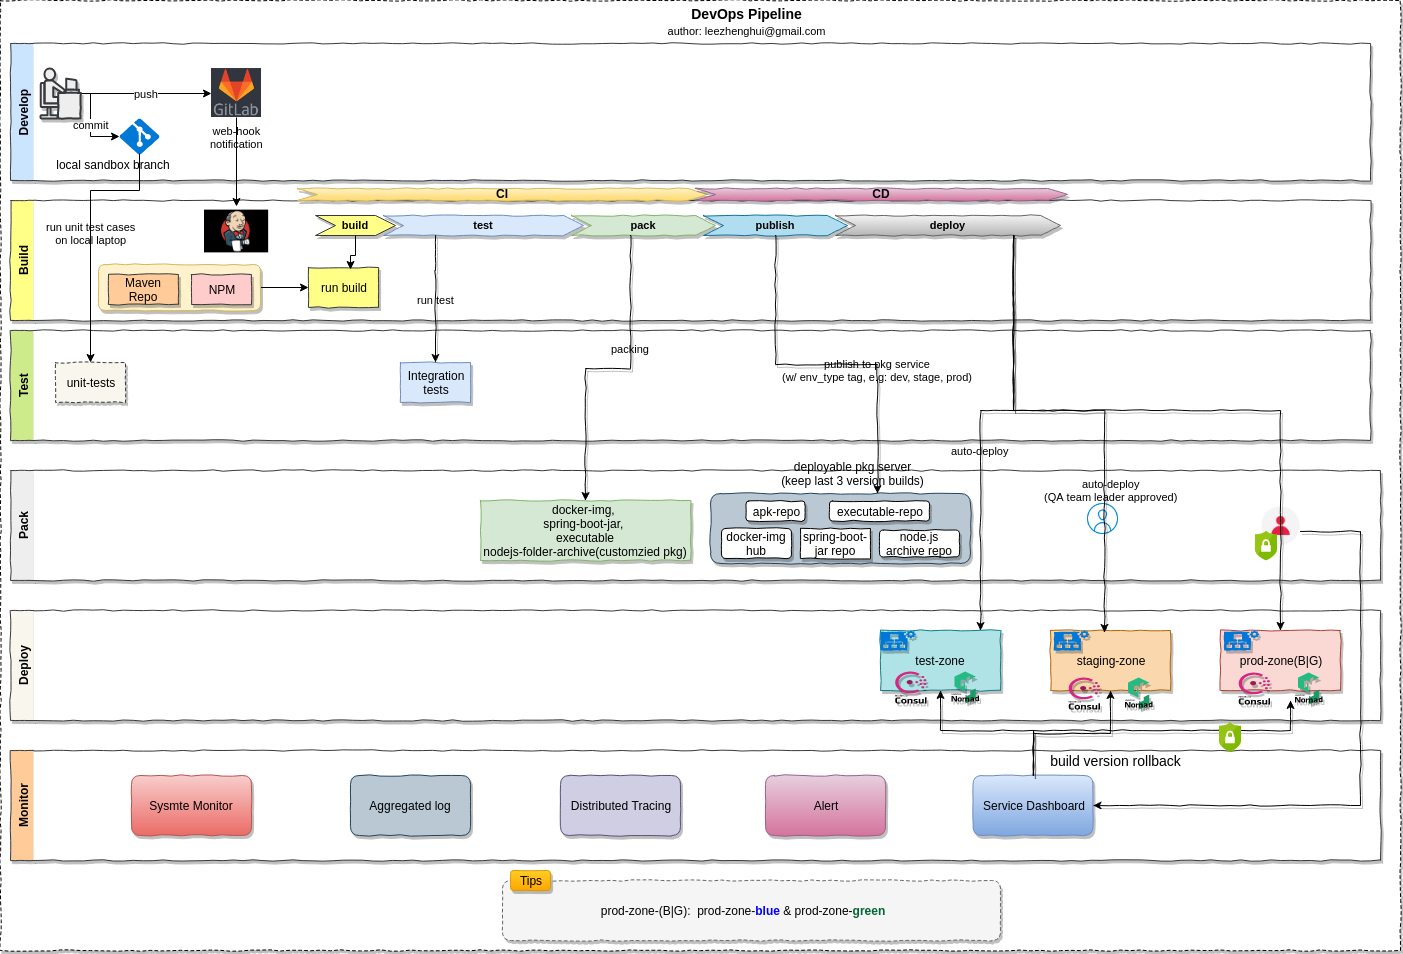 DevOps Pipeline
author: leezhenghui@gmail.com
Develop
push
GitLab
commit
web-hook
notification
local sandbox branch
CI
CD
Build
run unit test cases
on local laptop
build
test
pack
publish
deploy
Maven
Repo
NPM
run build
run test
Test
packing
unit-tests
Integration
tests
publish to pkg service
(w/ env_type tag, e.g: dev, stage, prod)
auto-deploy
Pack
deployable pkg server
(keep last 3 version builds)
auto-deploy
(QA team leader approved)
docker-img,
spring-boot-jar,
executable
nodejs-folder-archive(customzied pkg)
apk-repo
executable-repo
docker-img
hub
spring-boot-
jar repo
node.js
archive repo
Deploy
test-zone
Consul
Nomad
staging-zone
Consul
Nomad
prod-zone(B|G)
Consul
Nomad
Monitor
build version rollback
Sysmte Monitor
Aggregated log
Distributed Tracing
Alert
Service Dashboard
Tips
prod-zone-(B|G): prod-zone-blue & prod-zone-green